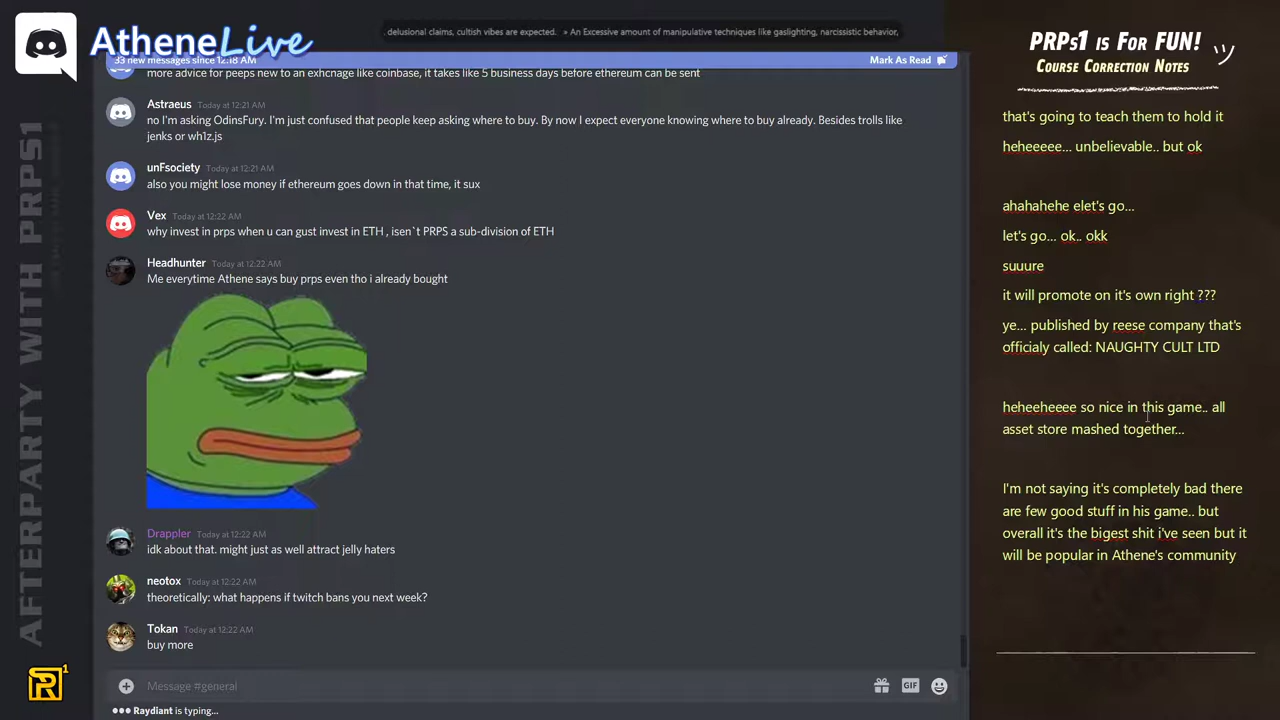 AtheneLive
, delusional claims, cultish vibes are expected. » An Excessive amount of manipulative techniques like gaslighting, narcissistic behavior,
33 new messages since 12:18 AM
Mark As Read
more advice for peeps new to an exhcnage like coinbase, it takes like 5 business days before ethereum can be sent
Astraeus Today at 12:21 AM
no I'm asking OdinsFury. I'm just confused that people keep asking where to buy. By now I expect everyone knowing where to buy already. Besides trolls like
jenks or wh1z.js
unFsociety Today at 12:21 AM
also you might lose money if ethereum goes down in that time, it sux
Vex Today at 12:22 AM
why invest in prps when u can gust invest in ETH , isen`t PRPS a sub-division of ETH
Headhunter Today at 12:22 AM
Me everytime Athene says buy prps even tho i already bought
Drappler Today at 12:22 AM
idk about that. might just as well attract jelly haters
neotox Today at 12:22 AM
theoretically: what happens if twitch bans you next week?
Tokan Today at 12:22 AM
buy more
Message #general
GIF
Raydiant is typing...
AFTERPARTY WITH PRPS1
R1
PRPs1 is For FUN!
Course Correction Notes
ツ
that's going to teach them to hold it
heheeeee... unbelievable.. but ok
ahahahehe elet's go...
let's go... ok.. okk
suuure
it will promote on it's own right ???
ye... published by reese company that's
officialy called: NAUGHTY CULT LTD
heheeheeee so nice in this game.. all
asset store mashed together...
I'm not saying it's completely bad there
are few good stuff in his game.. but
overall it's the bigest shit i've seen but it
will be popular in Athene's community